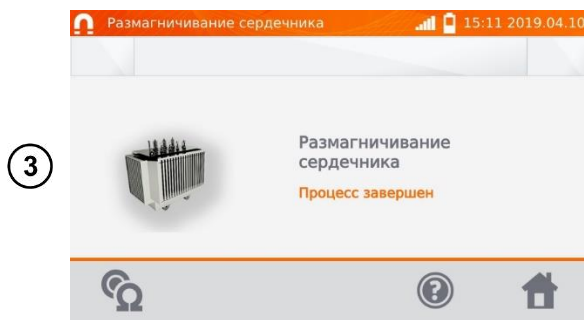 Размагничивание сердечника 15:11 2019.04.10
3
Размагничивание
сердечника
Процесс завершен